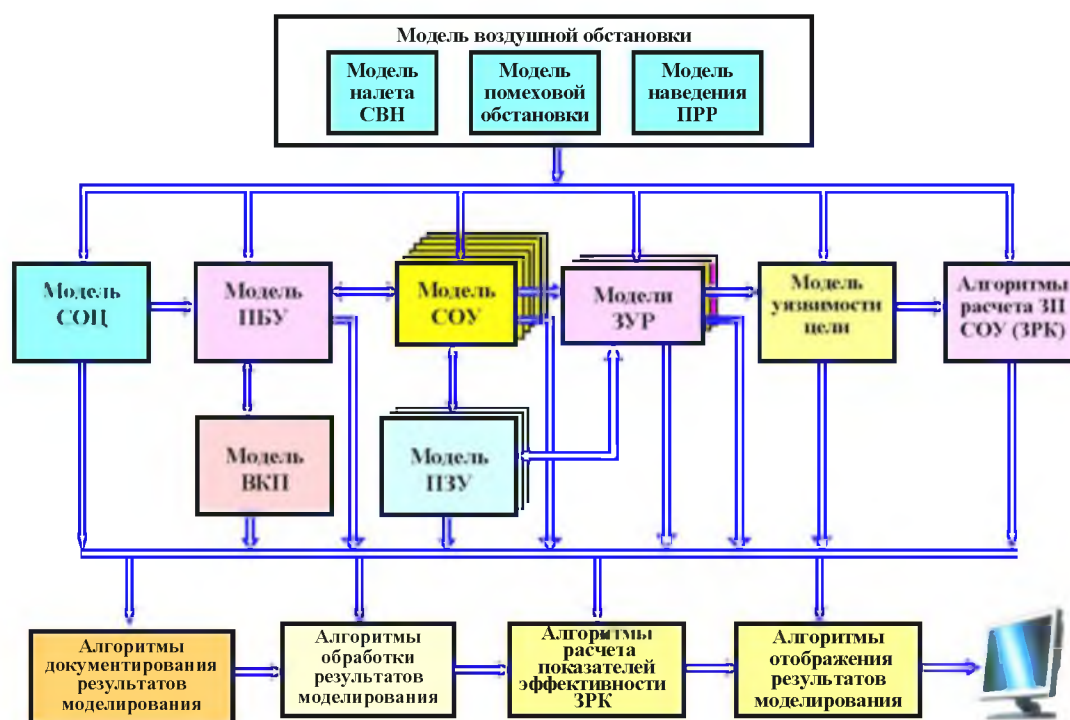 Модель воздушной обстановки
Модель
налета
СВН
Модель
помеховой
обстановки
Модель
наведения
ПРР
Модель
СОЦ
Модель
ПБУ
Модель
СОУ
Модели
ЗУР
Модель
уязвимости
цели
Алгоритмы
расчета ЗП
СОУ (ЗРК)
Модель
ВКП
Модель
ПЗУ
Алгоритмы
документирования
результатов
моделирования
Алгоритмы
обработки
результатов
моделирования
Алгоритмы
расчета
показателей
эффективности
ЗРК
Алгоритмы
отображения
результатов
моделирования